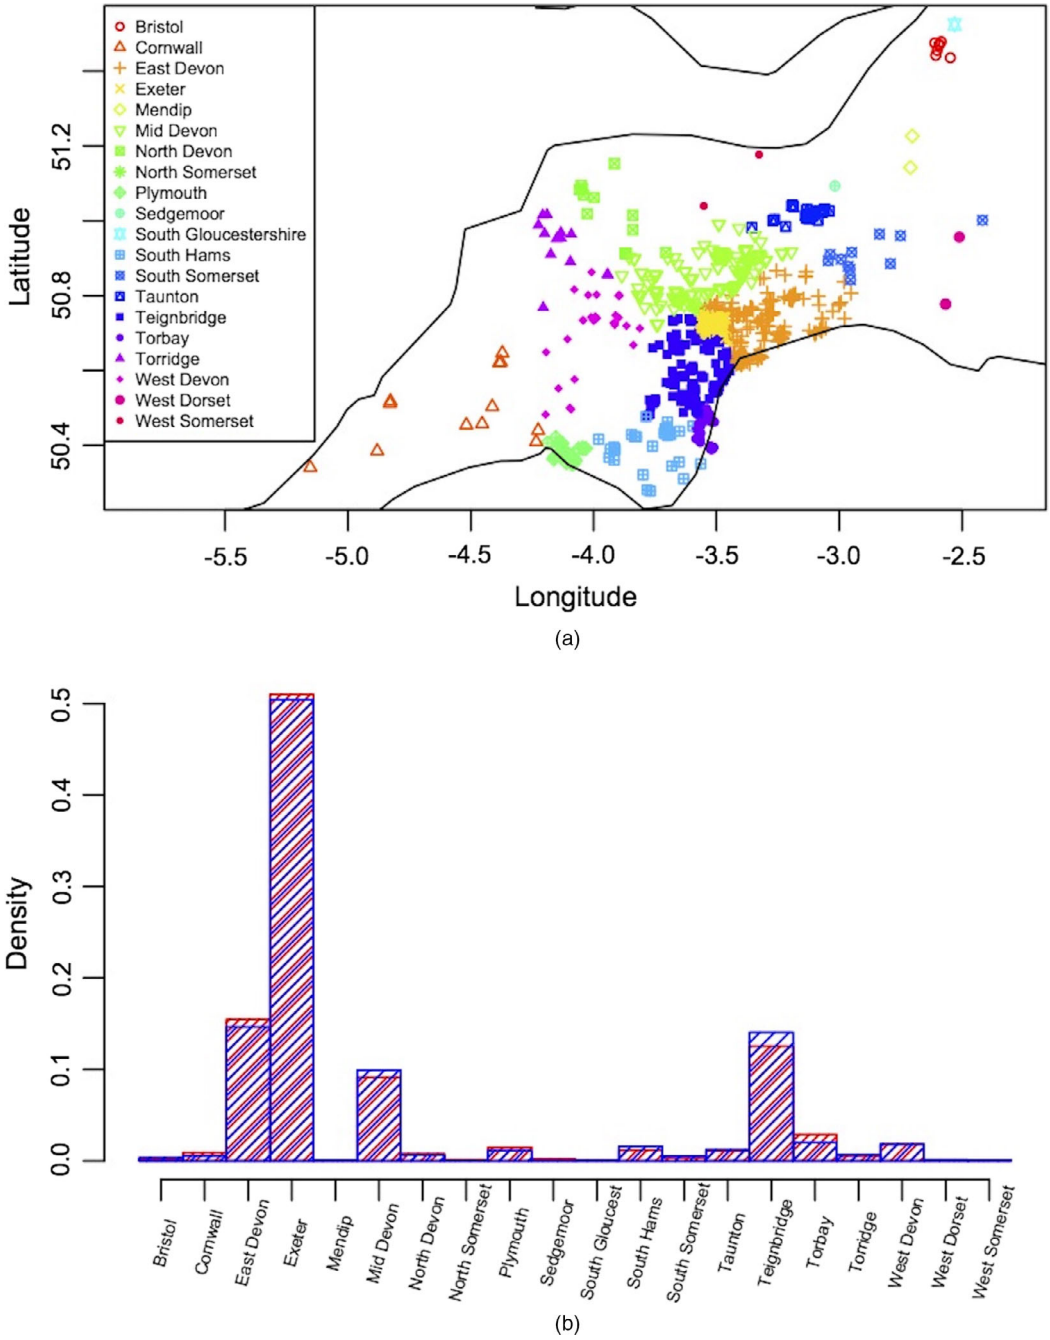 Bristol
Cornwall
East Devon
Exeter
Mendip
Mid Devon
North Devon
North Somerset
Plymouth
Sedgemoor
South Gloucestershire
South Hams
South Somerset
Taunton
Teignbridge
Torbay
Torridge
West Devon
West Dorset
West Somerset
Latitude
51.2
50.8
50.4
-5.5 -5.0 -4.5 -4.0 -3.5 -3.0 -2.5
Longitude
(a)
Density
0.5
0.4
0.3
0.2
0.1
0.0
Bristol
Cornwall
East Devon
Exeter
Mendip
Mid Devon
North Devon
North Somerset
Plymouth
Sedgemoor
South Gloucest
South Hams
South Somerset
Taunton
Teignbridge
Torbay
Torridge
West Devon
West Dorset
West Somerset
(b)